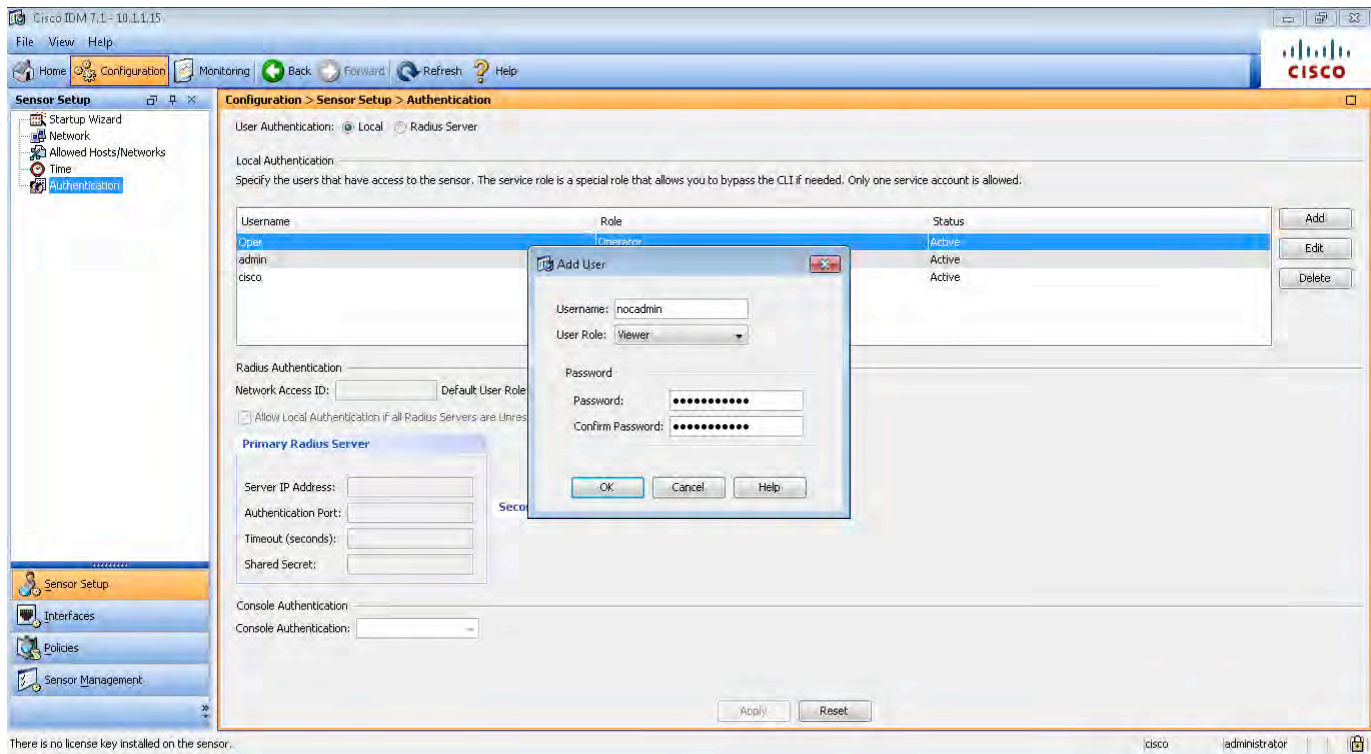 Cisco IDM 7.1 - 10.1.1.15
File View Help
Home Configuration Monitoring Back Forward Refresh Help
CISCO
Sensor Setup
Startup Wizard
Network
Allowed Hosts/Networks
Time
Authentication
Sensor Setup
Interfaces
Policies
Sensor Management
Configuration > Sensor Setup > Authentication
User Authentication: Local Radius Server
Local Authentication
Specify the users that have access to the sensor. The service role is a special role that allows you to bypass the CLI if needed. Only one service account is allowed.
Username Role Status
Oper Operator Active
admin Active
cisco Active
Add
Edit
Delete
Add User
Username: nocadmin
User Role: Viewer
Password
Password: •••••••••••
Confirm Password: •••••••••••
OK Cancel Help
Radius Authentication
Network Access ID: Default User Role
Allow Local Authentication if all Radius Servers are Unres
Primary Radius Server
Server IP Address:
Authentication Port:
Timeout (seconds):
Shared Secret:
Seco
Console Authentication
Console Authentication:
Apply Reset
There is no license key installed on the sensor. cisco administrator